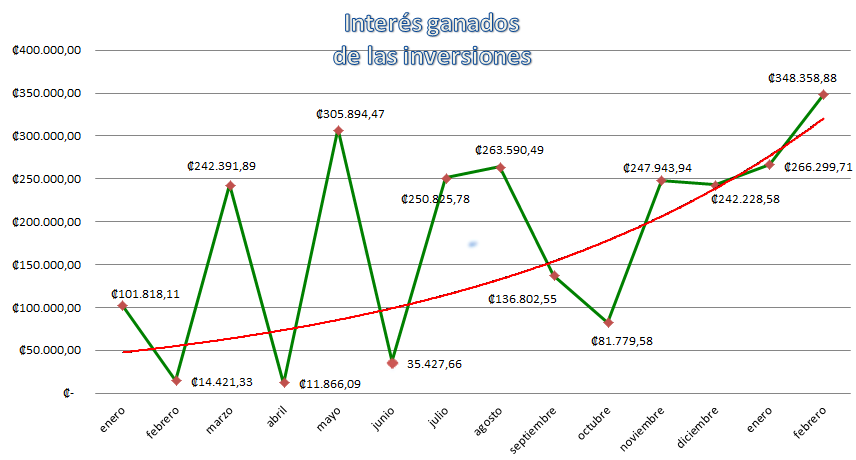 Interés ganados
de las inversiones
₡400.000,00
₡350.000,00
₡300.000,00
₡250.000,00
₡200.000,00
₡150.000,00
₡100.000,00
₡50.000,00
₡-
₡101.818,11
₡14.421,33
₡242.391,89
₡11.866,09
₡305.894,47
35.427,66
₡250.825,78
₡263.590,49
₡136.802,55
₡81.779,58
₡247.943,94
₡242.228,58
₡266.299,71
₡348.358,88
enero
febrero
marzo
abril
mayo
junio
julio
agosto
septiembre
octubre
noviembre
diciembre
enero
febrero